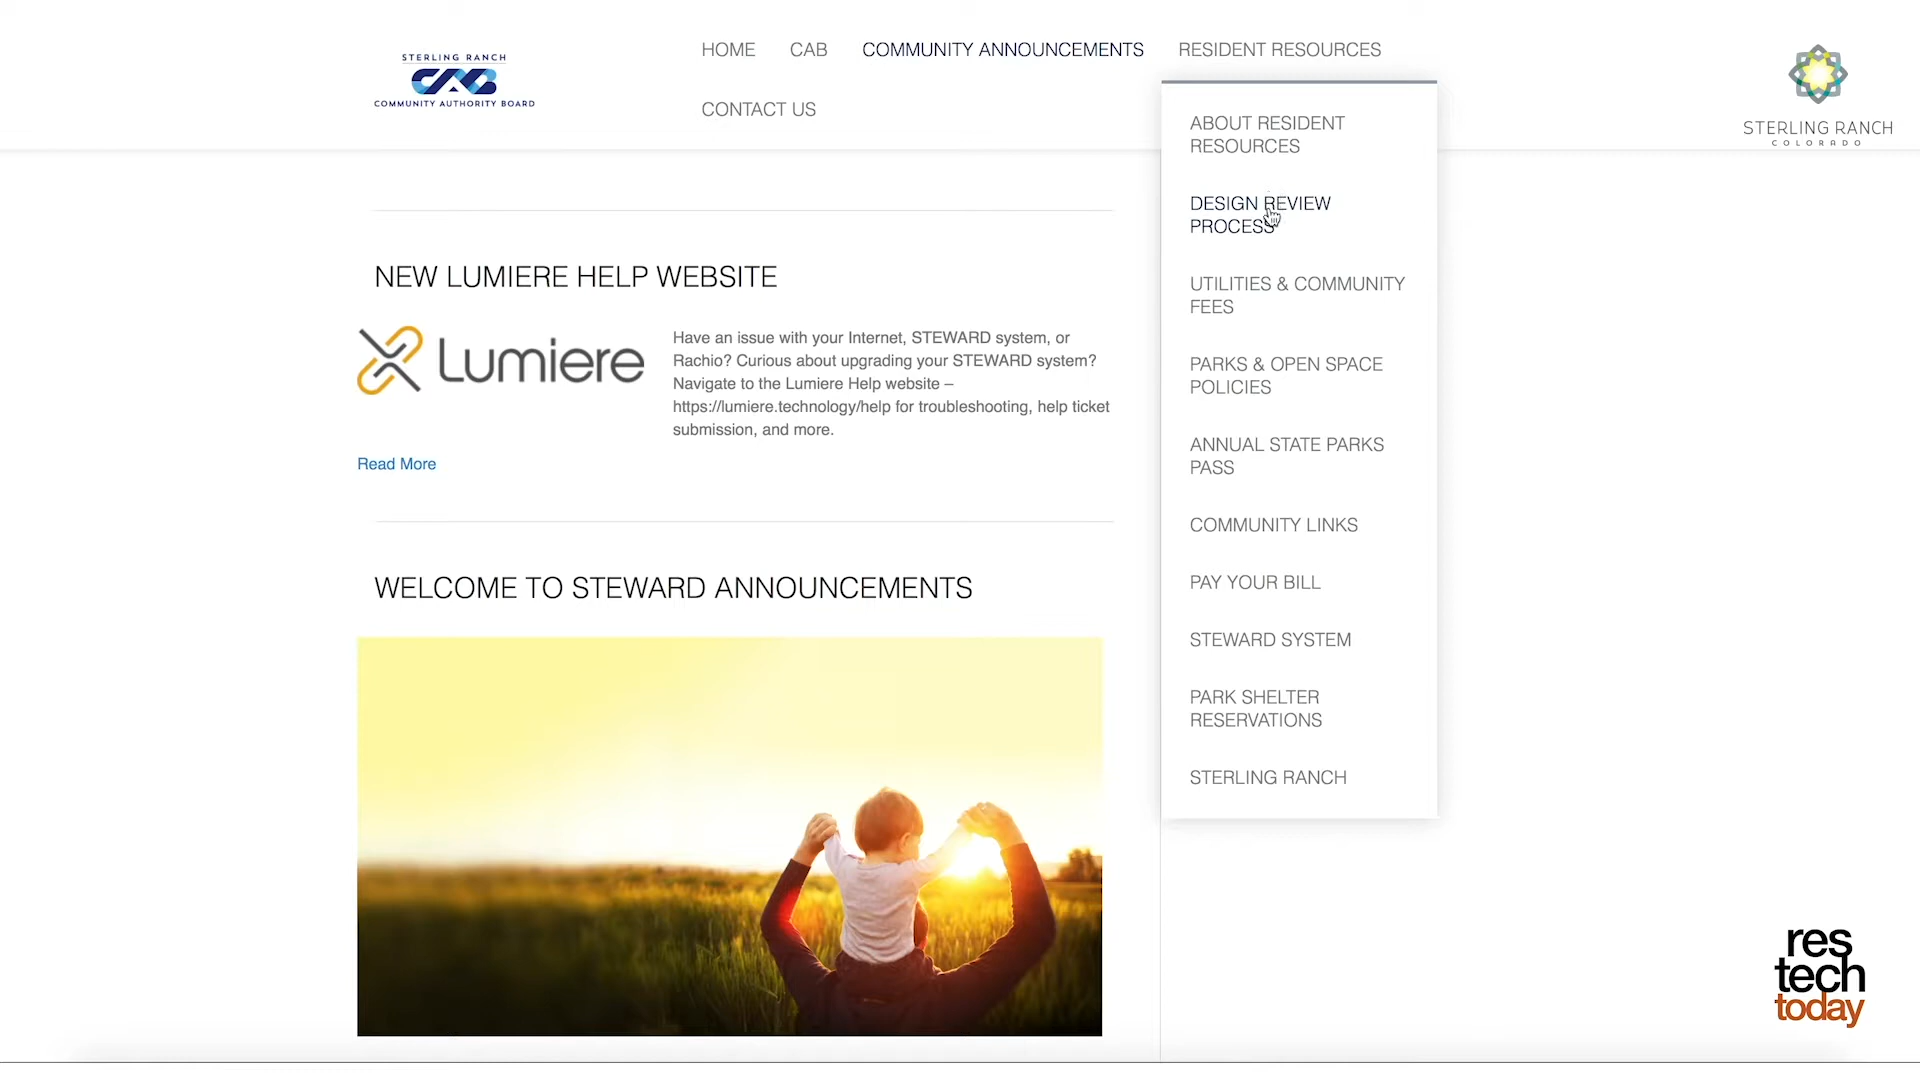 STERLING RANCH
CAB
COMMUNITY AUTHORITY BOARD
HOME
CAB
COMMUNITY ANNOUNCEMENTS
RESIDENT RESOURCES
CONTACT US
STERLING RANCH
COLORADO
ABOUT RESIDENT
RESOURCES
DESIGN REVIEW
PROCESS
UTILITIES & COMMUNITY
FEES
PARKS & OPEN SPACE
POLICIES
ANNUAL STATE PARKS
PASS
COMMUNITY LINKS
PAY YOUR BILL
STEWARD SYSTEM
PARK SHELTER
RESERVATIONS
STERLING RANCH
NEW LUMIERE HELP WEBSITE
Lumiere
Have an issue with your Internet, STEWARD system, or
Rachio? Curious about upgrading your STEWARD system?
Navigate to the Lumiere Help website –
https://lumiere.technology/help for troubleshooting, help ticket
submission, and more.
Read More
WELCOME TO STEWARD ANNOUNCEMENTS
res
tech
today